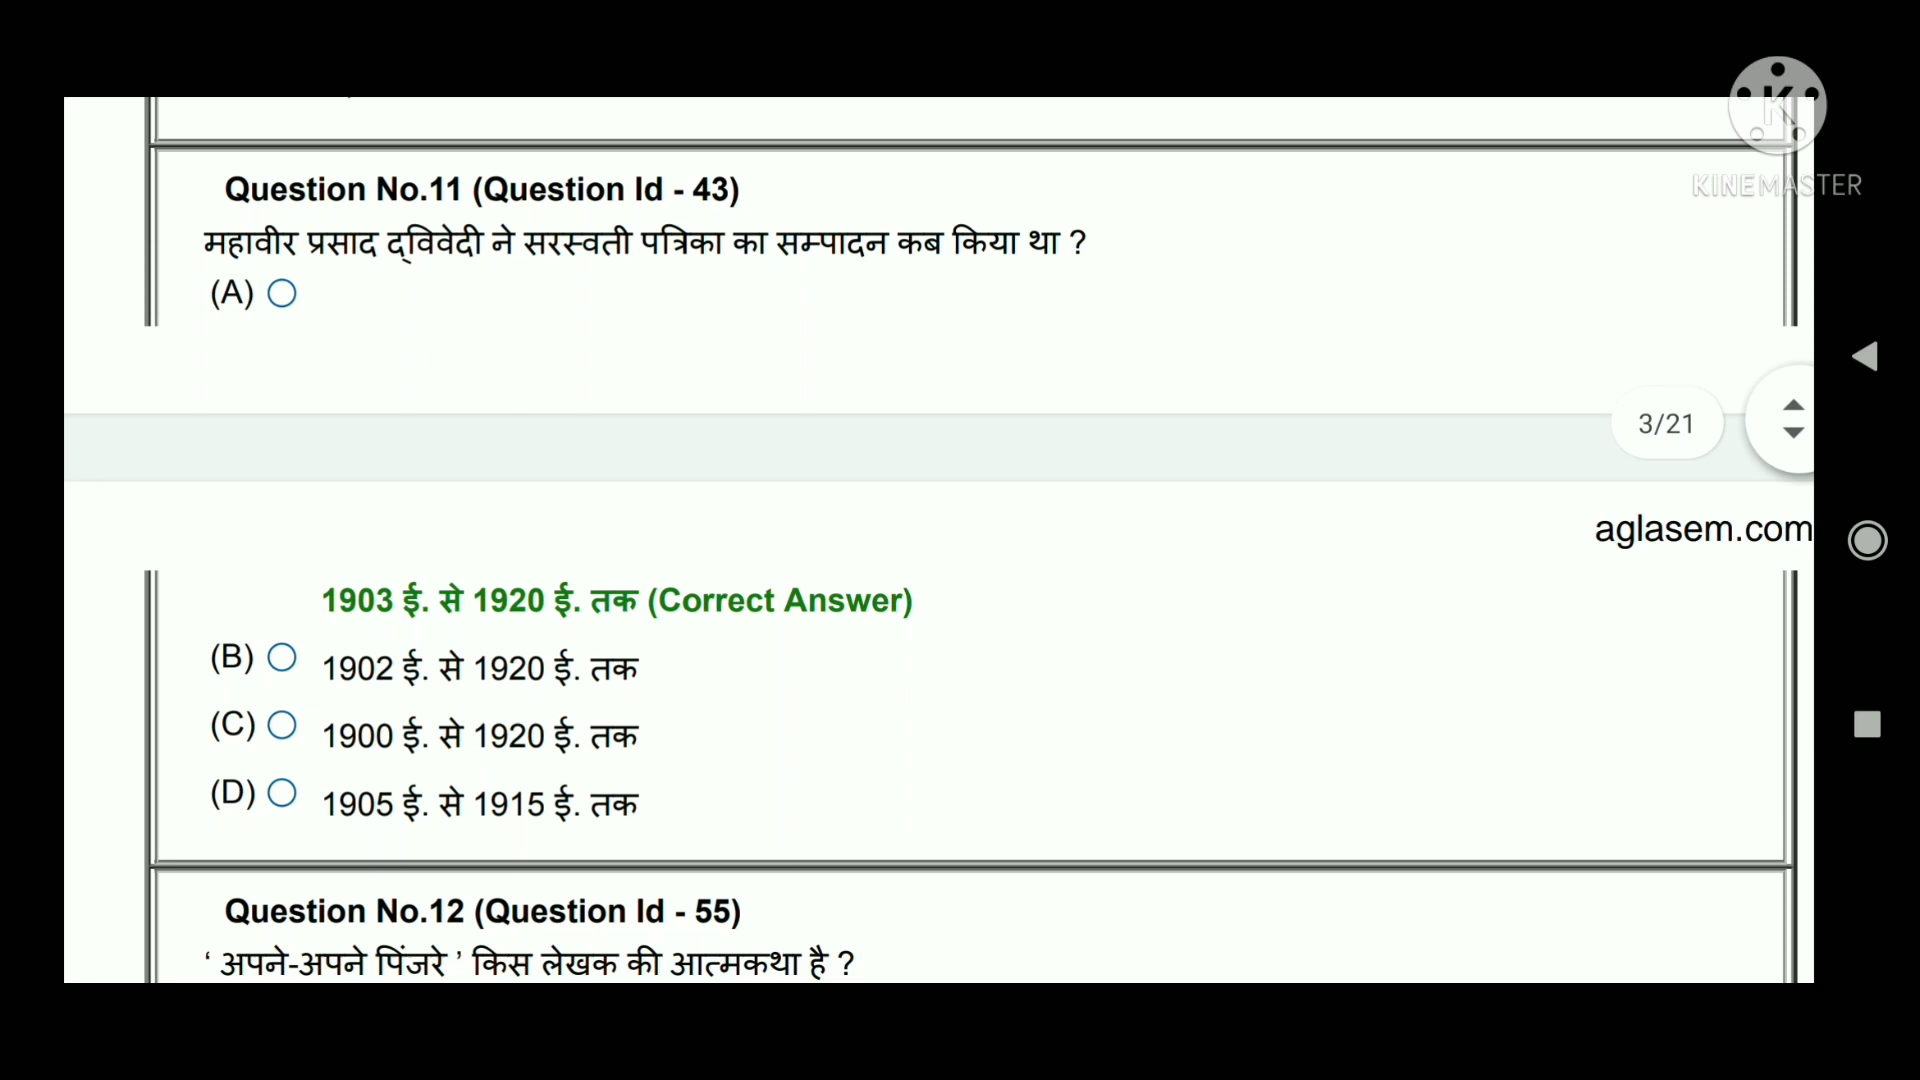 KINEMASTER
Question No.11 (Question Id - 43)
महावीर प्रसाद द्विवेदी ने सरस्वती पत्रिका का सम्पादन कब किया था ?
(A)
3/21
aglasem.com
1903 ई. से 1920 ई. तक (Correct Answer)
(B) 1902 ई. से 1920 ई. तक
(C) 1900 ई. से 1920 ई. तक
(D) 1905 ई. से 1915 ई. तक
Question No.12 (Question Id - 55)
‘ अपने-अपने पिंजरे ’ किस लेखक की आत्मकथा है ?